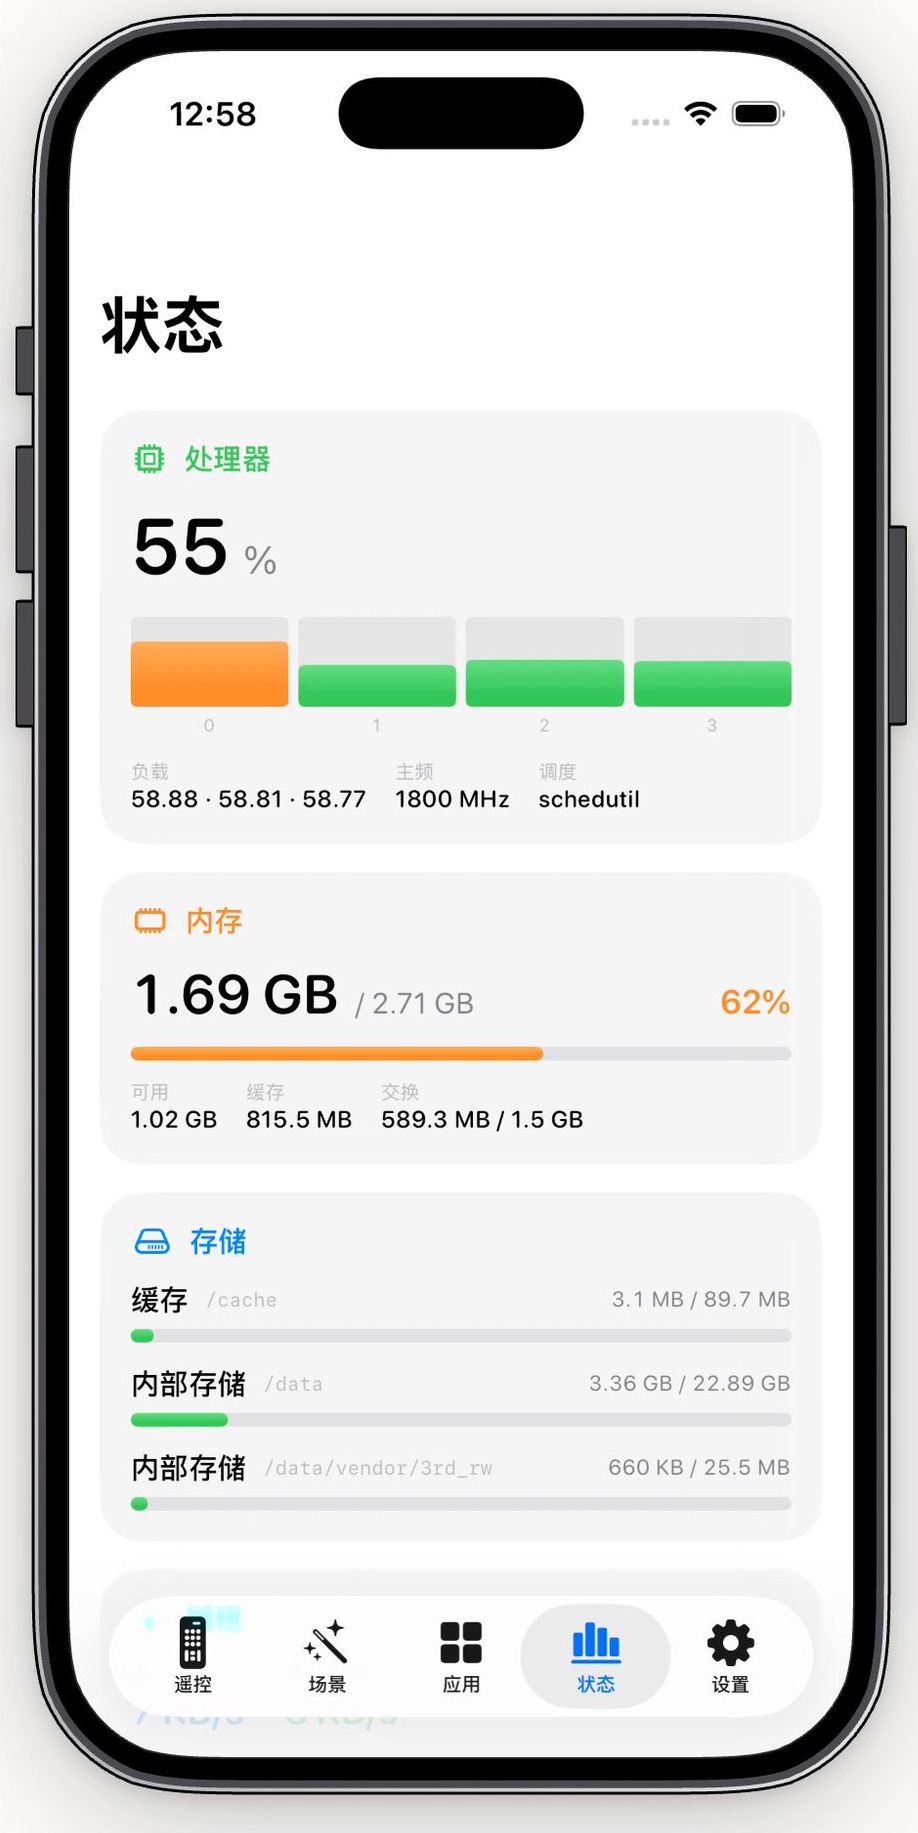 12:58
状态
处理器
55 %
0 1 2 3
负载 主频 调度
58.88 · 58.81 · 58.77 1800 MHz schedutil
内存
1.69 GB / 2.71 GB 62%
可用 缓存 交换
1.02 GB 815.5 MB 589.3 MB / 1.5 GB
存储
缓存 /cache 3.1 MB / 89.7 MB
内部存储 /data 3.36 GB / 22.89 GB
内部存储 /data/vendor/3rd_rw 660 KB / 25.5 MB
遥控 场景 应用 状态 设置